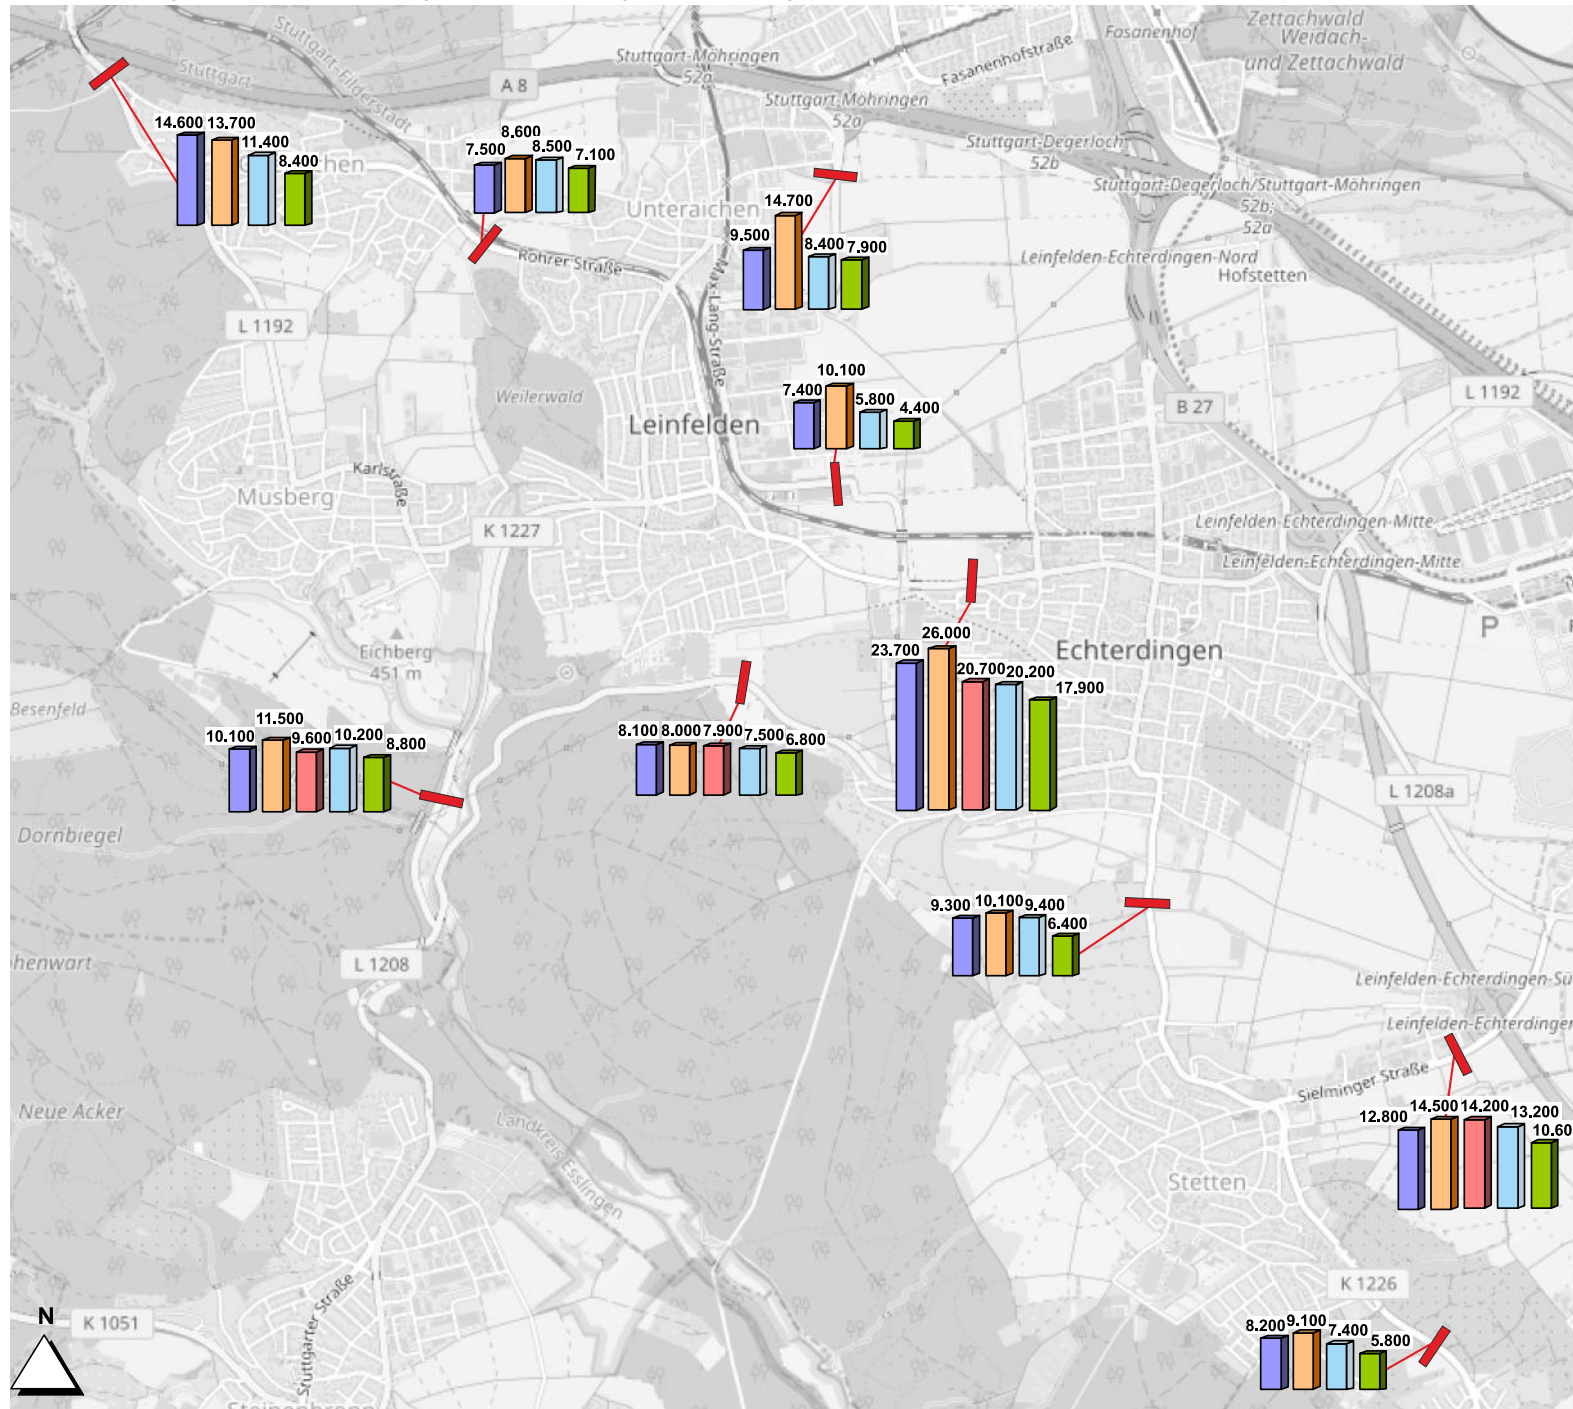 Zettachwald
Weidach-
und Zettachwald
Fasanenhof
Fasanenhofstraße
Stuttgart-Filderstadt
Stuttgart
A 8
Stuttgart-Möhringen
52a
Stuttgart-Möhringen
52a
Stuttgart-Degerloch
52b
Stuttgart-Degerloch/Stuttgart-Möhringen
52b;
52a
14.600 13.700
11.400
8.400
7.500
8.600
8.500
7.100
Unteraichen
9.500
14.700
8.400
7.900
Rohrer Straße
Max-Lang-Straße
Leinfelden-Echterdingen-Nord
Hofstetten
L 1192
Weilerwald
Leinfelden
7.400
10.100
5.800
4.400
B 27
L 1192
Karlstraße
Musberg
K 1227
Leinfelden-Echterdingen-Mitte
Leinfelden-Echterdingen-Mitte
P
Eichberg
451 m
Echterdingen
23.700
26.000
20.700
20.200
17.900
Besenfeld
10.100
11.500
9.600
10.200
8.800
8.100 8.000 7.900 7.500 6.800
L 1208a
Dornbiegel
9.300 10.100 9.400
6.400
L 1208
Leinfelden-Echterdingen-Sü
Leinfelden-Echterdingen
Sielminger Straße
Neue Äcker
Landkreis Esslingen
12.800
14.500 14.200
13.200
10.60
Stetten
K 1226
N
K 1051
Stuttgarter Straße
8.200 9.100
7.400
5.800